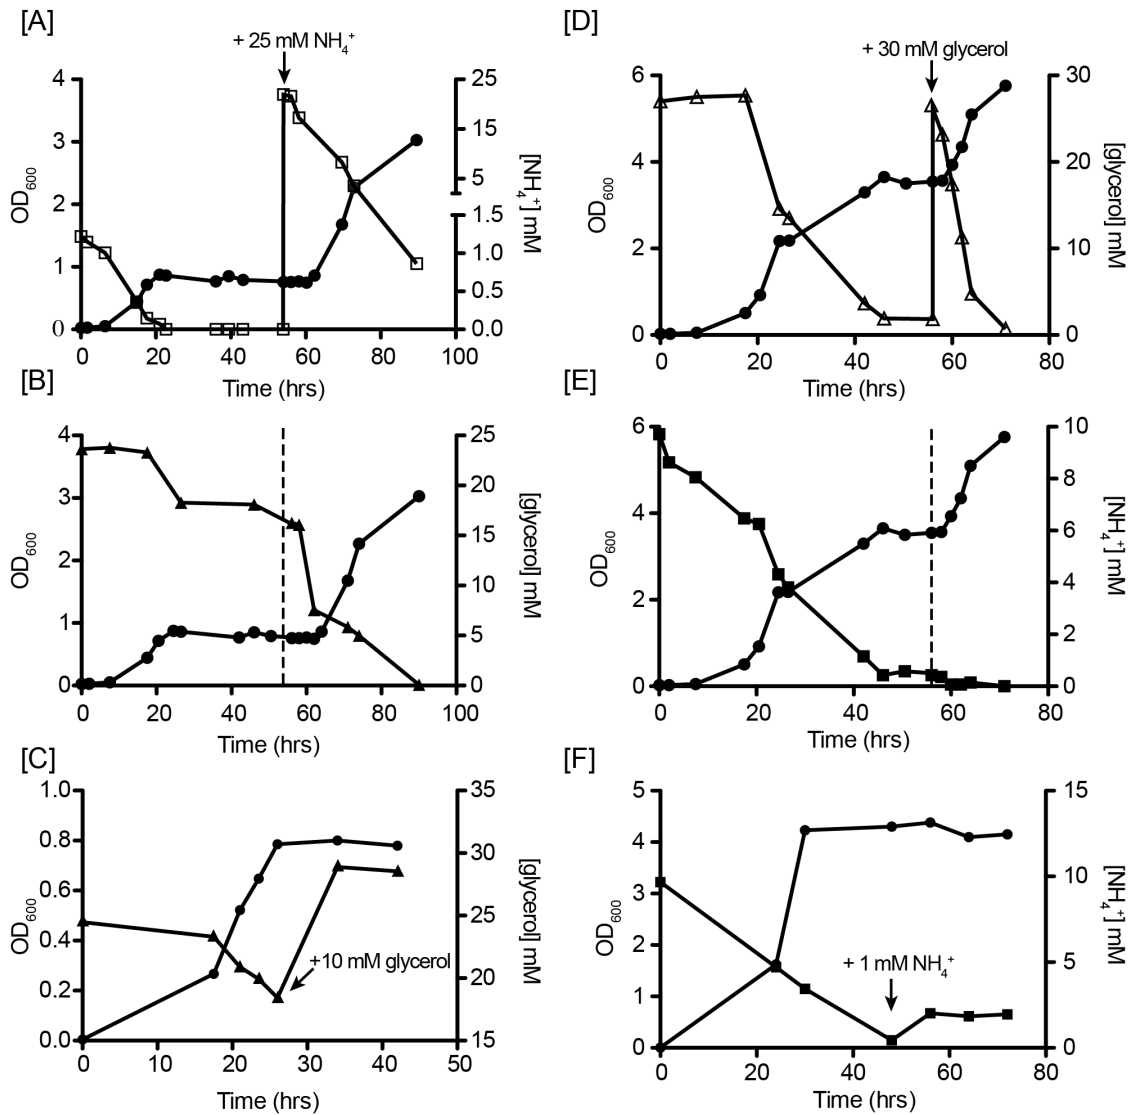 [A]
+ 25 mM NH₄⁺
4
3
2
1
0
OD₆₀₀
25
15
5
1.5
1.0
0.5
0.0
[NH₄⁺] mM
0 20 40 60 80 100
Time (hrs)
[B]
4
3
2
1
0
OD₆₀₀
25
20
15
10
5
0
[glycerol] mM
0 20 40 60 80 100
Time (hrs)
[C]
1.0
0.8
0.6
0.4
0.2
0.0
OD₆₀₀
+10 mM glycerol
35
30
25
20
15
[glycerol] mM
0 10 20 30 40 50
Time (hrs)
[D]
+ 30 mM glycerol
6
4
2
0
OD₆₀₀
30
20
10
0
[glycerol] mM
0 20 40 60 80
Time (hrs)
[E]
6
4
2
0
OD₆₀₀
10
8
6
4
2
0
[NH₄⁺] mM
0 20 40 60 80
Time (hrs)
[F]
5
4
3
2
1
0
OD₆₀₀
+ 1 mM NH₄⁺
15
10
5
0
[NH₄⁺] mM
0 20 40 60 80
Time (hrs)